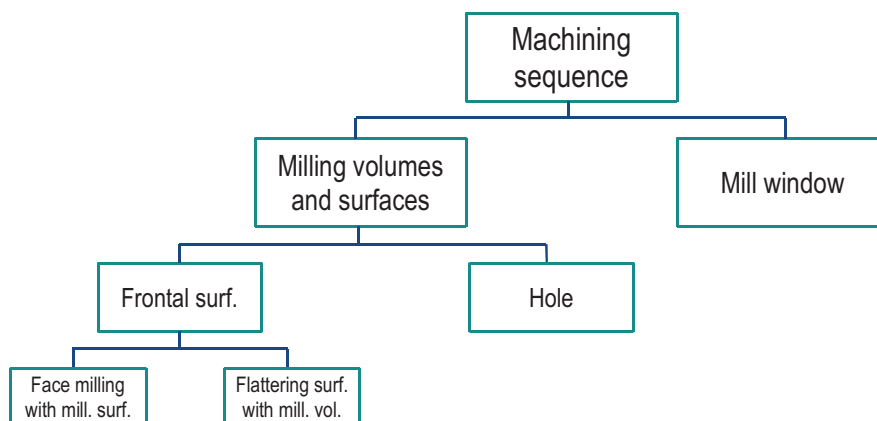 Machining
sequence
Milling volumes
and surfaces
Mill window
Frontal surf.
Hole
Face milling
with mill. surf.
Flattering surf.
with mill. vol.